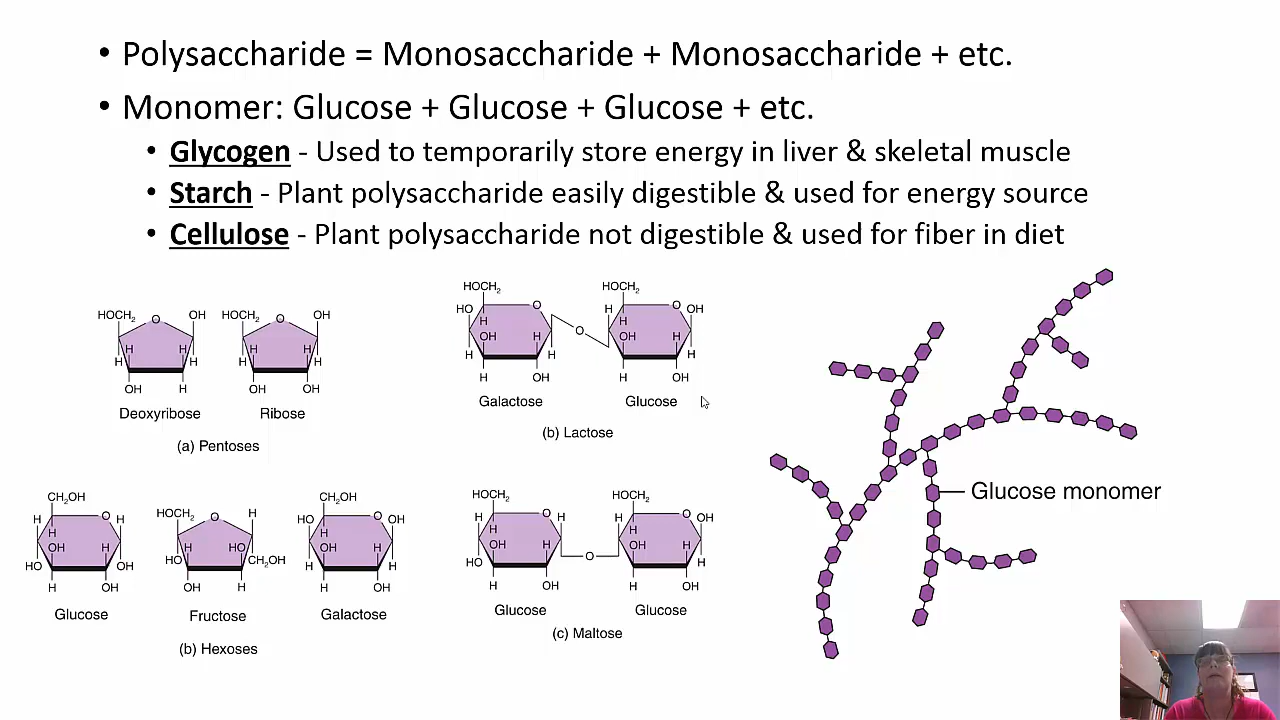 • Polysaccharide = Monosaccharide + Monosaccharide + etc.
• Monomer: Glucose + Glucose + Glucose + etc.
• Glycogen - Used to temporarily store energy in liver & skeletal muscle
• Starch - Plant polysaccharide easily digestible & used for energy source
• Cellulose - Plant polysaccharide not digestible & used for fiber in diet
HOCH₂ O OH
H H
H H
OH H
Deoxyribose
HOCH₂ O OH
H H
H H
OH OH
Ribose
(a) Pentoses
HOCH₂
HO O
H
OH H
H H
H OH
Galactose
O
HOCH₂
H O OH
H
OH H
H
H OH
Glucose
(b) Lactose
CH₂OH
H O H
H
OH H
HO OH
H OH
Glucose
HOCH₂ O H
H HO
HO CH₂OH
OH H
Fructose
CH₂OH
HO O OH
H
OH H
H H
H OH
Galactose
(b) Hexoses
HOCH₂
H O H
H
OH H
HO
H OH
Glucose
O
HOCH₂
H O OH
H
OH H
H
H OH
Glucose
(c) Maltose
Glucose monomer